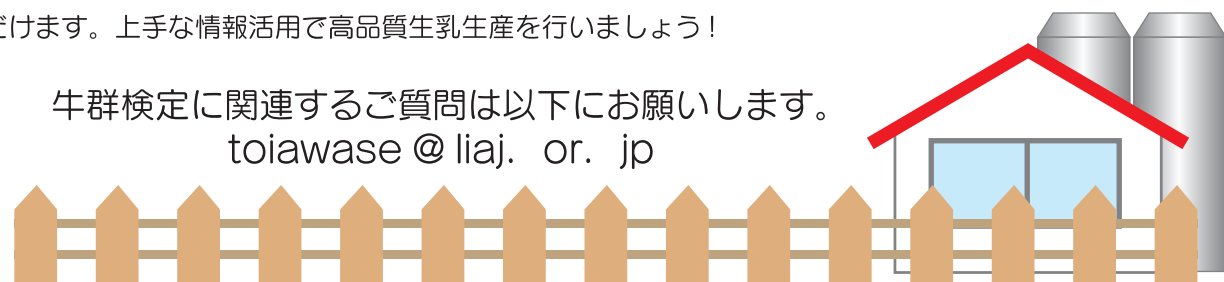 だけます。上手な情報活用で高品質生乳生産を行いましょう！
牛群検定に関連するご質問は以下にお願いします。
toiawase @ liaj. or. jp